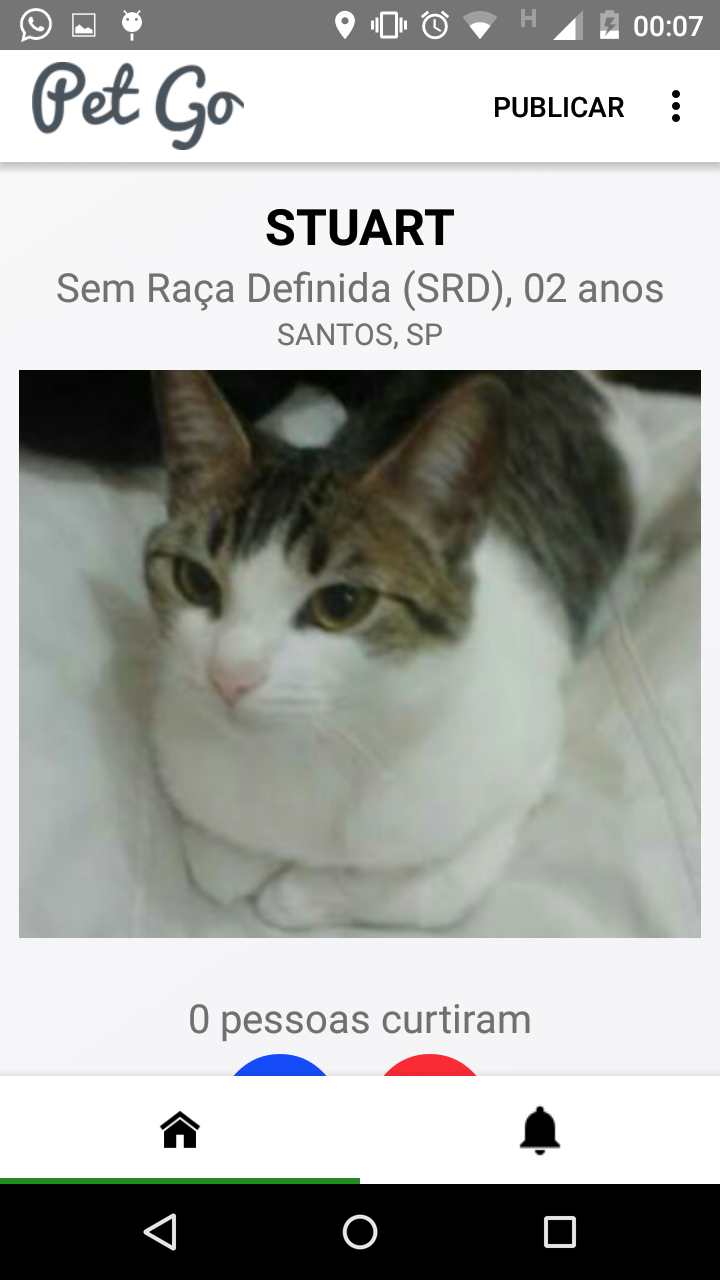 H
00:07
Pet Go
PUBLICAR
STUART
Sem Raça Definida (SRD), 02 anos
SANTOS, SP
0 pessoas curtiram